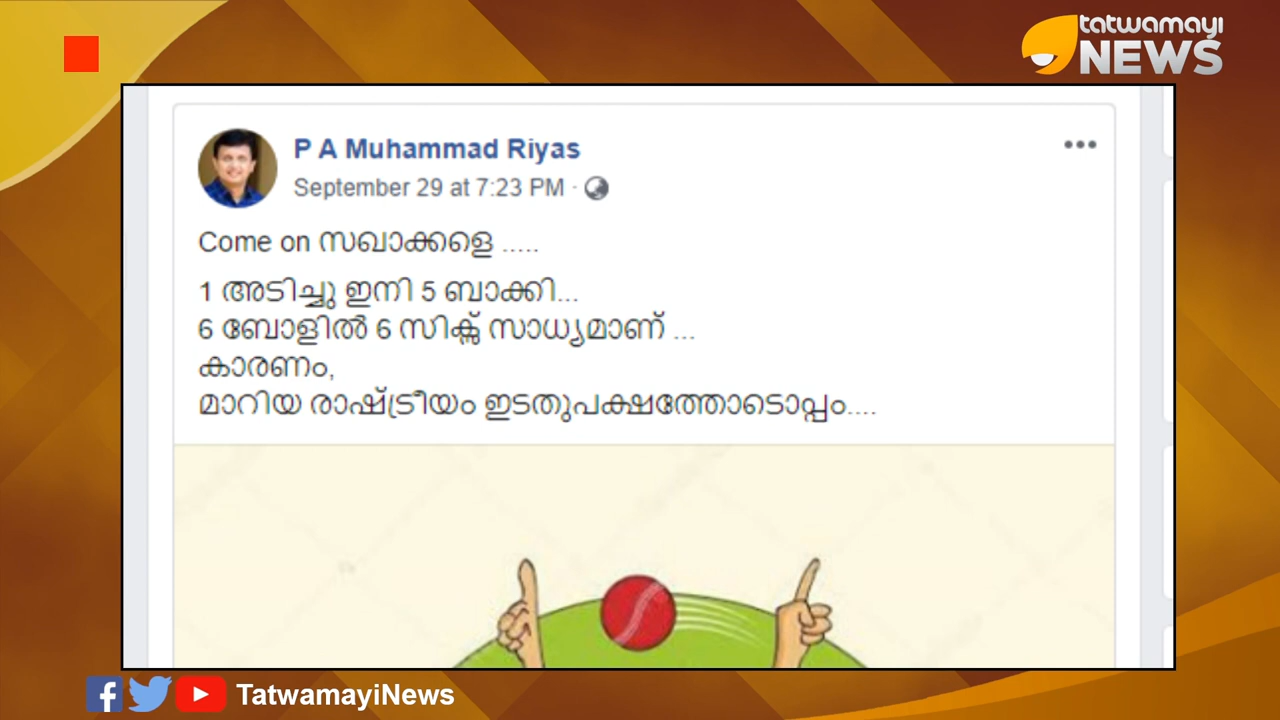 tatwamayi
NEWS
P A Muhammad Riyas
September 29 at 7:23 PM ·
Come on സഖാക്കളെ .....
1 അടിച്ചു ഇനി 5 ബാക്കി...
6 ബോളിൽ 6 സിക്സ് സാധ്യമാണ് ...
കാരണം,
മാറിയ രാഷ്ട്രീയം ഇടതുപക്ഷത്തോടൊപ്പം....
TatwamayiNews